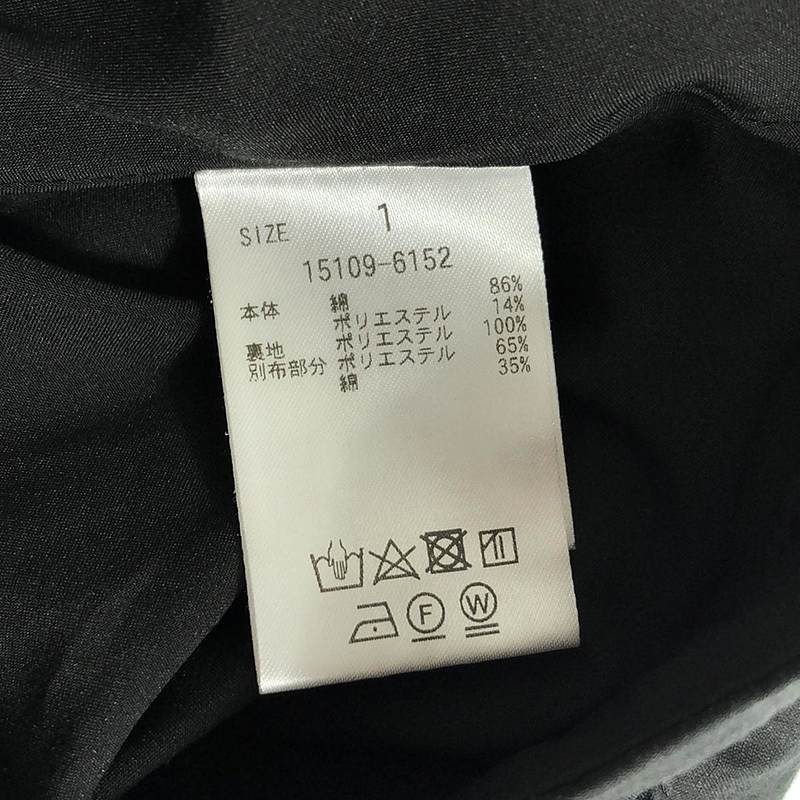 SIZE 1
15109-6152
本体 綿 86%
ポリエステル 14%
裏地 ポリエステル 100%
別布部分 ポリエステル 65%
綿 35%
F W